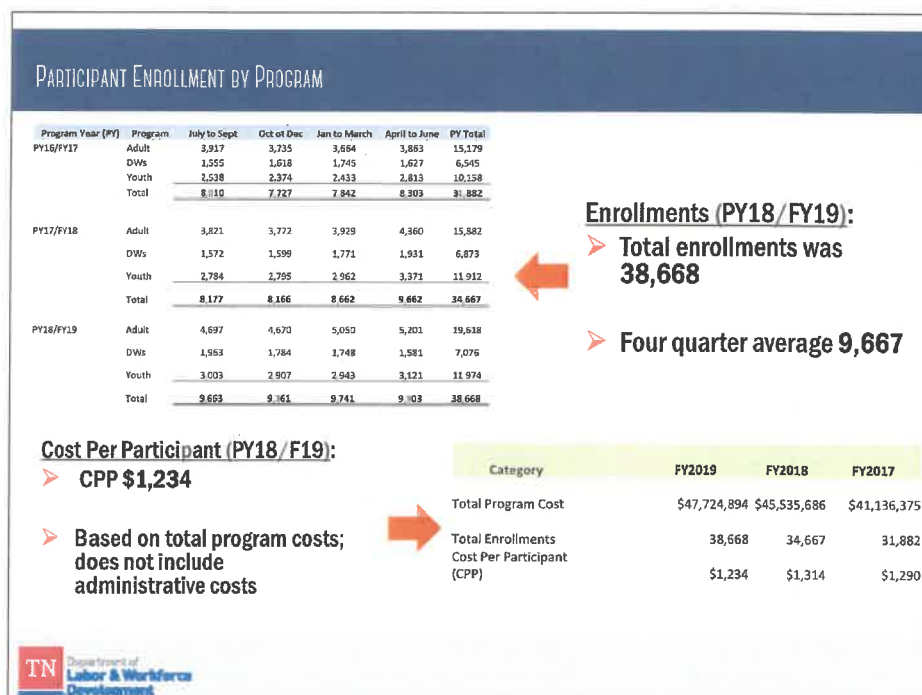 PARTICIPANT ENROLLMENT BY PROGRAM
Program Year (PY) Program July to Sept Oct ot Dec Jan to March April to June PY Total
PY16/FY17 Adult 3,917 3,735 3,664 3,863 15,179
DWs 1,555 1,618 1,745 1,627 6,545
Youth 2,538 2,374 2,433 2,813 10,158
Total 7,727 7 842 8,303 31,882
PY17/FY18 Adult 3,821 3,772 3,929 4,360 15,882
DWs 1,572 1,599 1,771 1,931 6,873
Youth 2,784 2,795 2 962 3,371 11 912
Total 8,177 8,166 8,662 9,662 34,667
PY18/FY19 Adult 4,697 4,670 5,050 5,201 19,618
DWs 1,963 1,784 1,748 1,581 7,076
Youth 3,003 2 907 2 943 3,121 11 974
Total 9,663 9,741 38,668
Enrollments (PY18/FY19):
➢ Total enrollments was
38,668
➢ Four quarter average 9,667
Cost Per Participant (PY18/F19):
➢ CPP $1,234
➢ Based on total program costs;
does not include
administrative costs
Category FY2019 FY2018 FY2017
Total Program Cost $47,724,894 $45,535,686 $41,136,375
Total Enrollments 38,668 34,667 31,882
Cost Per Participant
(CPP) $1,234 $1,314 $1,290
TN
Department of
Labor & Workforce
Development